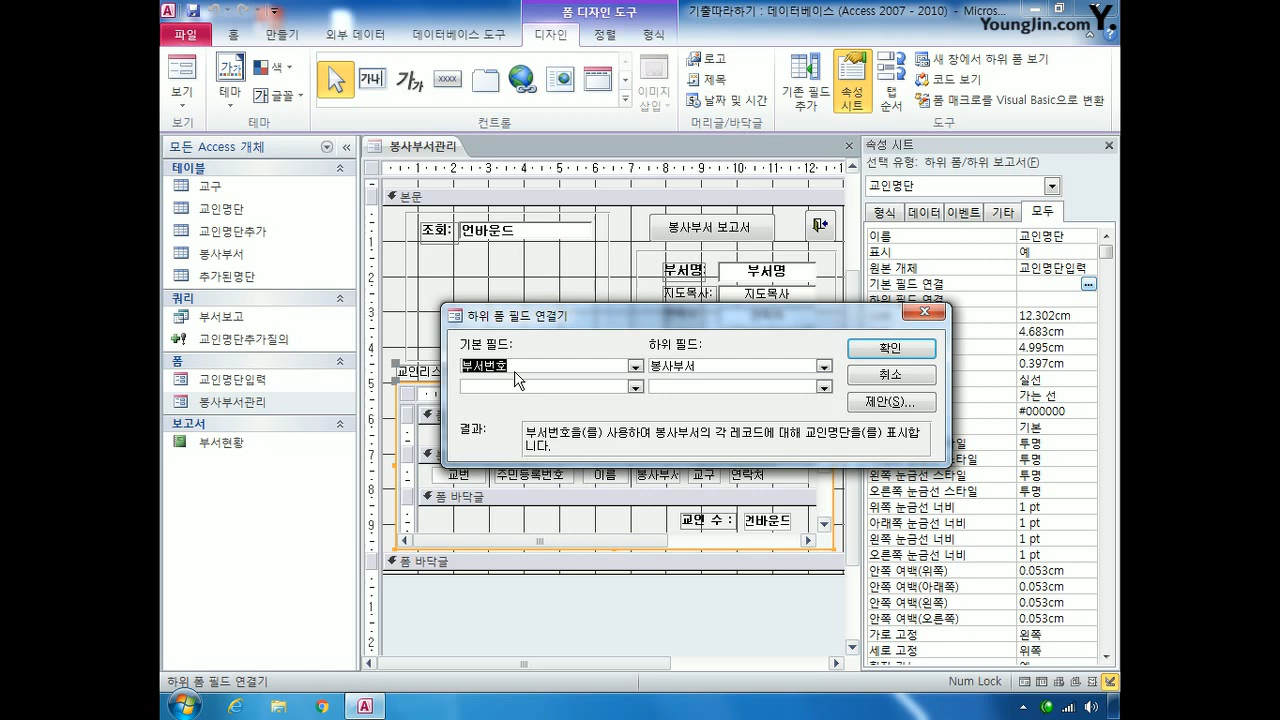 폼 디자인 도구
기출따라하기 : 데이터베이스 (Access 2007 - 2010) - Micros...
YoungJin.com Y.
파일 홈 만들기 외부 데이터 데이터베이스 도구 디자인 정렬 형식
보기
테마
색
글꼴
가나
가가
xxxx
이미지
삽입
로고
제목
날짜 및 시간
기존 필드
추가
속성
시트
탭
순서
새 창에서 하위 폼 보기
코드 보기
폼 매크로를 Visual Basic으로 변환
보기 테마 컨트롤 머리글/바닥글 도구
모든 Access 개체
테이블
교구
교인명단
교인명단추가
봉사부서
추가된명단
쿼리
부서보고
교인명단추가질의
폼
교인명단입력
봉사부서관리
보고서
부서현황
봉사부서관리
1 2 3 4 5 6 7 8 9 10 11 12
본문
조회: 언바운드
봉사부서 보고서
부서명: 부서명
지도목사: 지도목사
교인리스
하위 폼 필드 연결기
기본 필드: 하위 필드:
부서번호 봉사부서
확인
취소
제안(S)...
결과:
부서번호을(를) 사용하여 봉사부서의 각 레코드에 대해 교인명단을(를) 표시합
니다.
교번 주민등록번호 이름 봉사부서 교구 연락처
폼 바닥글
교인 수 : 언바운드
폼 바닥글
속성 시트
선택 유형: 하위 폼/하위 보고서(F)
교인명단
형식 데이터 이벤트 기타 모두
이름 교인명단
표시 예
원본 개체 교인명단입력
기본 필드 연결
하위 필드 연결
12.302cm
4.683cm
4.995cm
0.397cm
실선
가는 선
#000000
기본
투명
투명
왼쪽 눈금선 스타일 투명
오른쪽 눈금선 스타일 투명
위쪽 눈금선 너비 1 pt
아래쪽 눈금선 너비 1 pt
왼쪽 눈금선 너비 1 pt
오른쪽 눈금선 너비 1 pt
안쪽 여백(위쪽) 0.053cm
안쪽 여백(아래쪽) 0.053cm
안쪽 여백(왼쪽) 0.053cm
안쪽 여백(오른쪽) 0.053cm
가로 고정 왼쪽
세로 고정 위쪽
하위 폼 필드 연결기
Num Lock